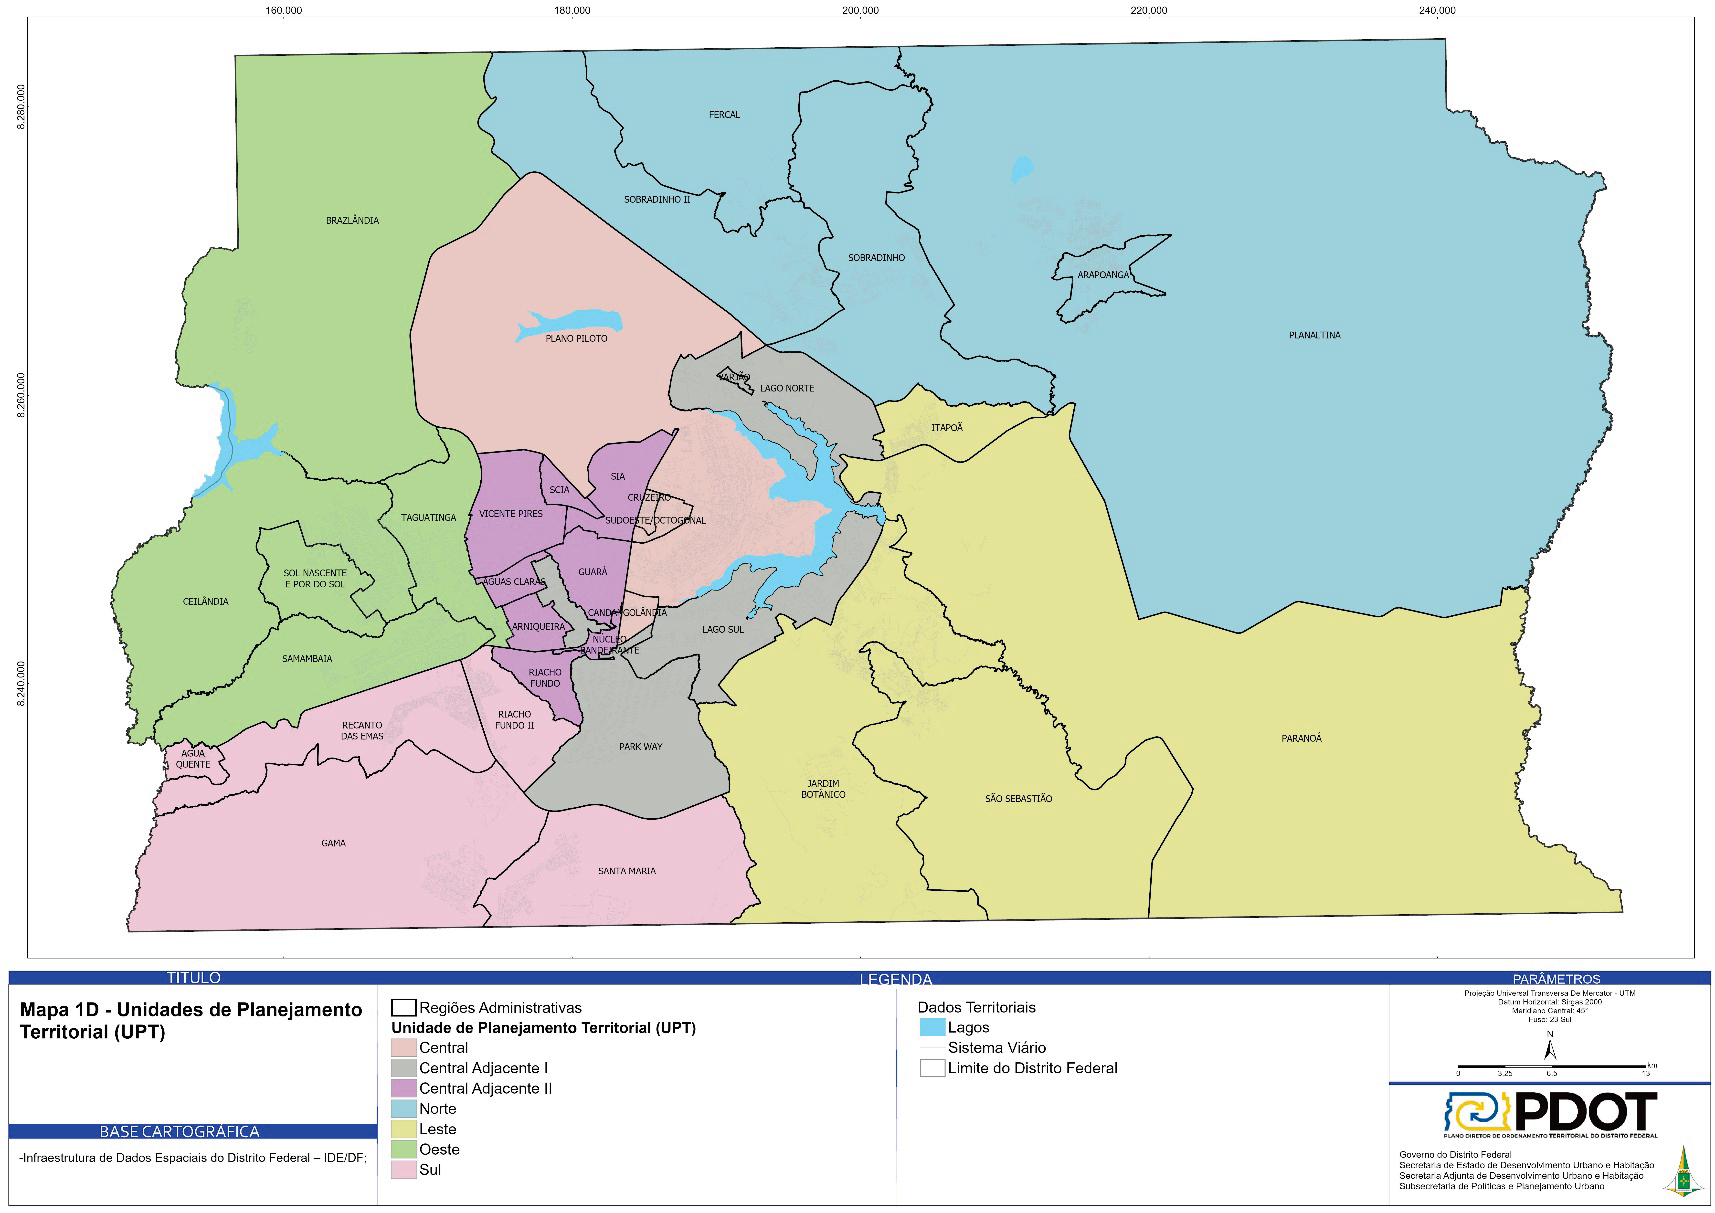 160.000
180.000
200.000
220.000
240.000
8.280.000
8.260.000
8.240.000
FERCAL
SOBRADINHO II
BRAZLÂNDIA
SOBRADINHO
ARAPOANGA
PLANALTINA
PLANO PILOTO
VARJÃO
LAGO NORTE
ITAPOÃ
SIA
SCIA
CRUZEIRO
VICENTE PIRES
TAGUATINGA
SUDOESTE/OCTOGONAL
SOL NASCENTE
E POR DO SOL
GUARÁ
ÁGUAS CLARAS
CEILÂNDIA
CANDANGOLÂNDIA
ARNIQUEIRA
LAGO SUL
NÚCLEO
BANDEIRANTE
SAMAMBAIA
RIACHO
FUNDO
RIACHO
FUNDO II
RECANTO
DAS EMAS
PARK WAY
PARANOÁ
AGUA
QUENTE
JARDIM
BOTÂNICO
SÃO SEBASTIÃO
GAMA
SANTA MARIA
TITULO
Mapa 1D - Unidades de Planejamento
Territorial (UPT)
BASE CARTOGRÁFICA
-Infraestrutura de Dados Espaciais do Distrito Federal – IDE/DF;
LEGENDA
Regiões Administrativas
Unidade de Planejamento Territorial (UPT)
Central
Central Adjacente I
Central Adjacente II
Norte
Leste
Oeste
Sul
Dados Territoriais
Lagos
Sistema Viário
Limite do Distrito Federal
PARÂMETROS
Projeção Universal Transversa De Mercator - UTM
Datum Horizontal: Sirgas 2000
Meridiano Central: 45°
Fuso: 23 Sul
N
0 3,25 6,5 13 km
PDOT
PLANO DIRETOR DE ORDENAMENTO TERRITORIAL DO DISTRITO FEDERAL
Governo do Distrito Federal
Secretaria de Estado de Desenvolvimento Urbano e Habitação
Secretaria Adjunta de Desenvolvimento Urbano e Habitação
Subsecretaria de Políticas e Planejamento Urbano